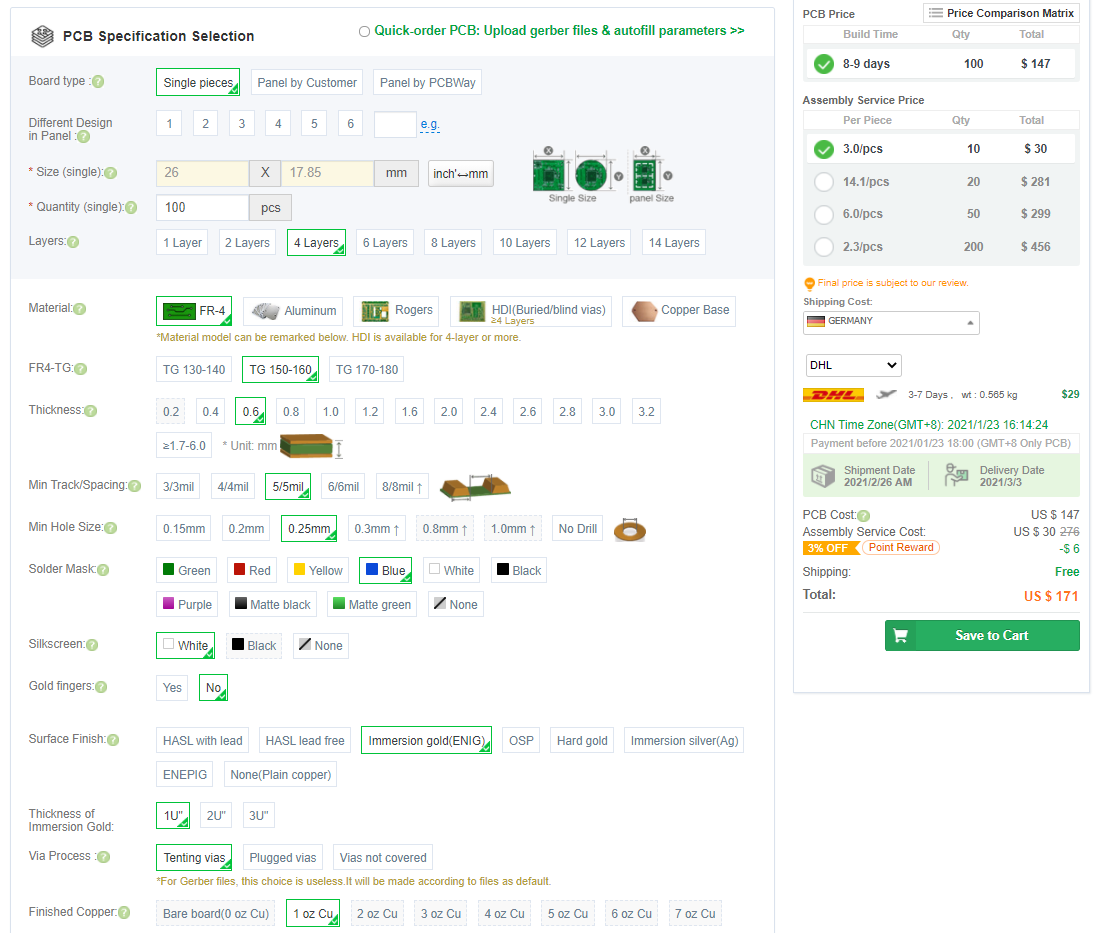 PCB Specification Selection
Quick-order PCB: Upload gerber files & autofill parameters >>
Board type :? Single pieces Panel by Customer Panel by PCBWay
Different Design
in Panel :? 1 2 3 4 5 6 e.g.
* Size (single):? 26 X 17.85 mm inch'↔mm
X X Y Y
Single Size panel Size
* Quantity (single):? 100 pcs
Layers:? 1 Layer 2 Layers 4 Layers 6 Layers 8 Layers 10 Layers 12 Layers 14 Layers
Material:? FR-4 Aluminum Rogers HDI(Buried/blind vias) Copper Base
≥4 Layers
*Material model can be remarked below. HDI is available for 4-layer or more.
FR4-TG:? TG 130-140 TG 150-160 TG 170-180
Thickness:? 0.2 0.4 0.6 0.8 1.0 1.2 1.6 2.0 2.4 2.6 2.8 3.0 3.2
≥1.7-6.0 * Unit: mm
Min Track/Spacing:? 3/3mil 4/4mil 5/5mil 6/6mil 8/8mil ↑
Min Hole Size:? 0.15mm 0.2mm 0.25mm 0.3mm ↑ 0.8mm ↑ 1.0mm ↑ No Drill
Solder Mask:? Green Red Yellow Blue White Black
Purple Matte black Matte green None
Silkscreen:? White Black None
Gold fingers:? Yes No
Surface Finish:? HASL with lead HASL lead free Immersion gold(ENIG) OSP Hard gold Immersion silver(Ag)
ENEPIG None(Plain copper)
Thickness of
Immersion Gold: 1U" 2U" 3U"
Via Process :? Tenting vias Plugged vias Vias not covered
*For Gerber files, this choice is useless.It will be made according to files as default.
Finished Copper:? Bare board(0 oz Cu) 1 oz Cu 2 oz Cu 3 oz Cu 4 oz Cu 5 oz Cu 6 oz Cu 7 oz Cu
PCB Price Price Comparison Matrix
Build Time Qty Total
8-9 days 100 $ 147
Assembly Service Price
Per Piece Qty Total
3.0/pcs 10 $ 30
14.1/pcs 20 $ 281
6.0/pcs 50 $ 299
2.3/pcs 200 $ 456
Final price is subject to our review.
Shipping Cost:
GERMANY
DHL
DHL 3-7 Days , wt : 0.565 kg $29
CHN Time Zone(GMT+8): 2021/1/23 16:14:24
Payment before 2021/01/23 18:00 (GMT+8 Only PCB)
Shipment Date Delivery Date
2021/2/26 AM 2021/3/3
PCB Cost:? US $ 147
Assembly Service Cost: US $ 30 276
3% OFF Point Reward -$ 6
Shipping: Free
Total: US $ 171
Save to Cart